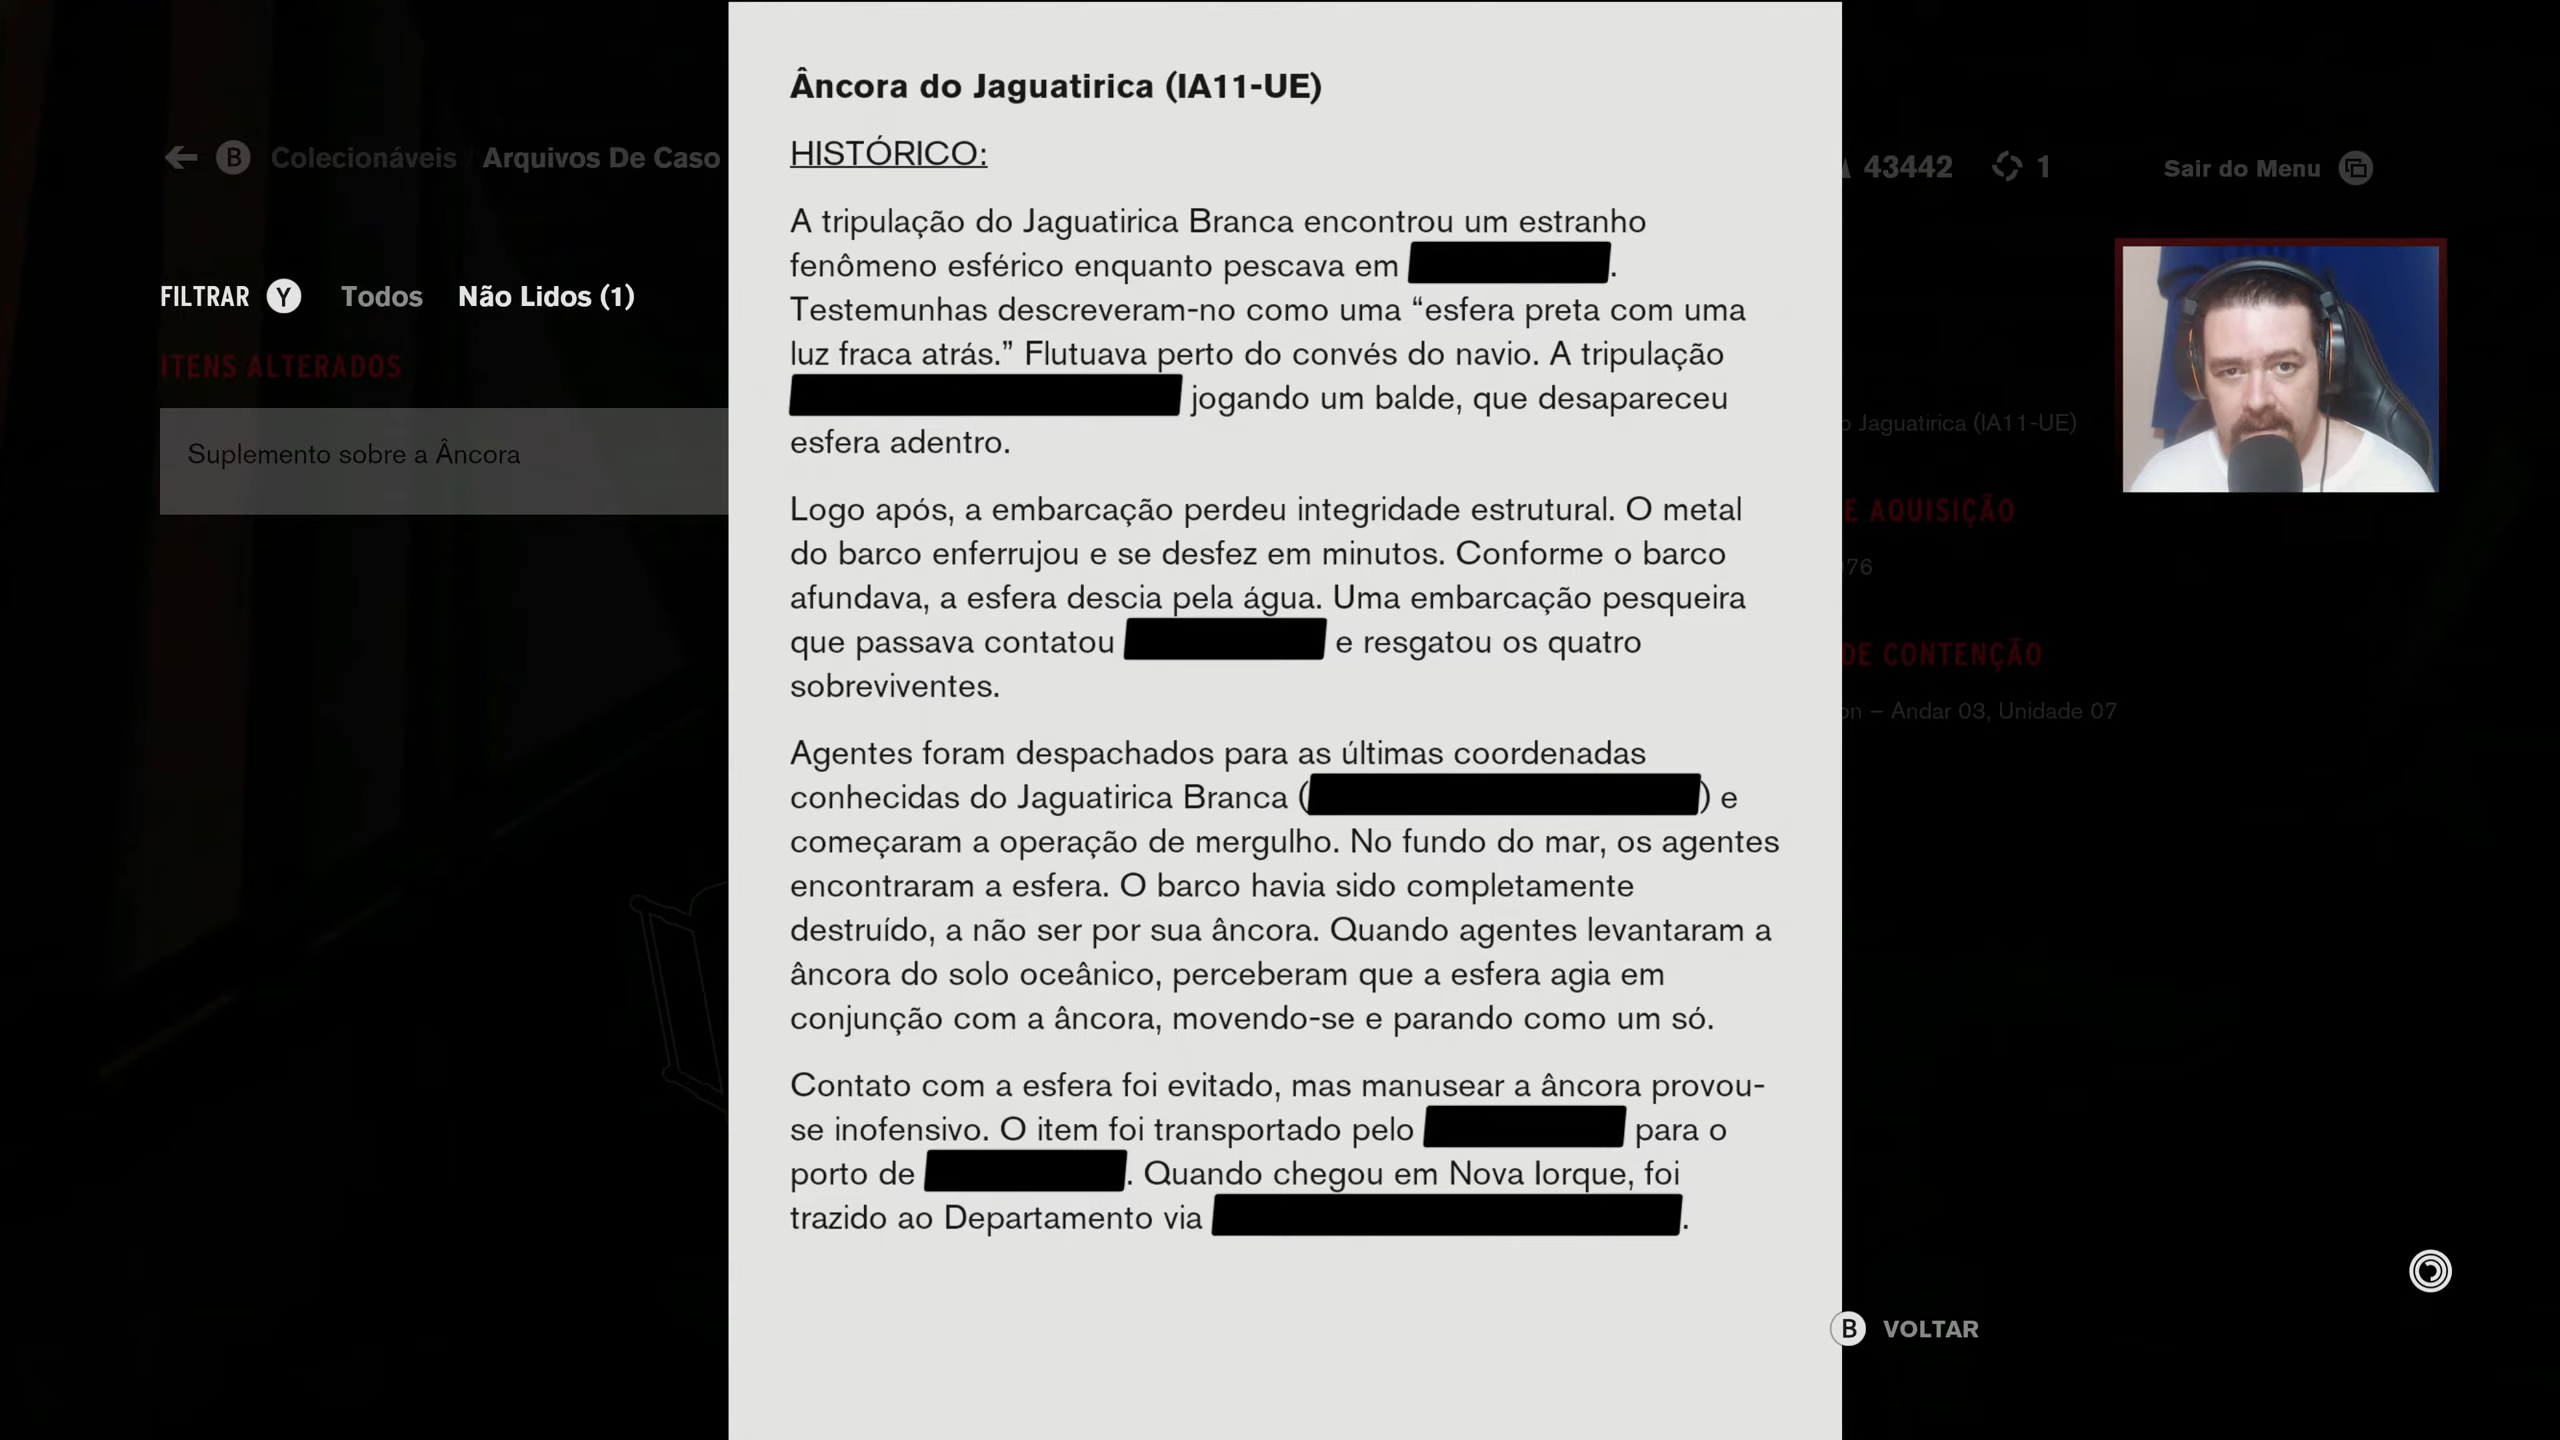 Âncora do Jaguatirica (IA11-UE)
HISTÓRICO:
A tripulação do Jaguatirica Branca encontrou um estranho
fenômeno esférico enquanto pescava em .
Testemunhas descreveram-no como uma “esfera preta com uma
luz fraca atrás.” Flutuava perto do convés do navio. A tripulação
jogando um balde, que desapareceu
esfera adentro.
Logo após, a embarcação perdeu integridade estrutural. O metal
do barco enferrujou e se desfez em minutos. Conforme o barco
afundava, a esfera descia pela água. Uma embarcação pesqueira
que passava contatou e resgatou os quatro
sobreviventes.
Agentes foram despachados para as últimas coordenadas
conhecidas do Jaguatirica Branca ( ) e
começaram a operação de mergulho. No fundo do mar, os agentes
encontraram a esfera. O barco havia sido completamente
destruído, a não ser por sua âncora. Quando agentes levantaram a
âncora do solo oceânico, perceberam que a esfera agia em
conjunção com a âncora, movendo-se e parando como um só.
Contato com a esfera foi evitado, mas manusear a âncora provou-
se inofensivo. O item foi transportado pelo para o
porto de . Quando chegou em Nova Iorque, foi
trazido ao Departamento via .
B Colecionáveis / Arquivos De Caso
FILTRAR Y Todos Não Lidos (1)
ITENS ALTERADOS
Suplemento sobre a Âncora
43442 1
Sair do Menu
Jaguatirica (IA11-UE)
E AQUISIÇÃO
76
DE CONTENÇÃO
on – Andar 03, Unidade 07
B VOLTAR